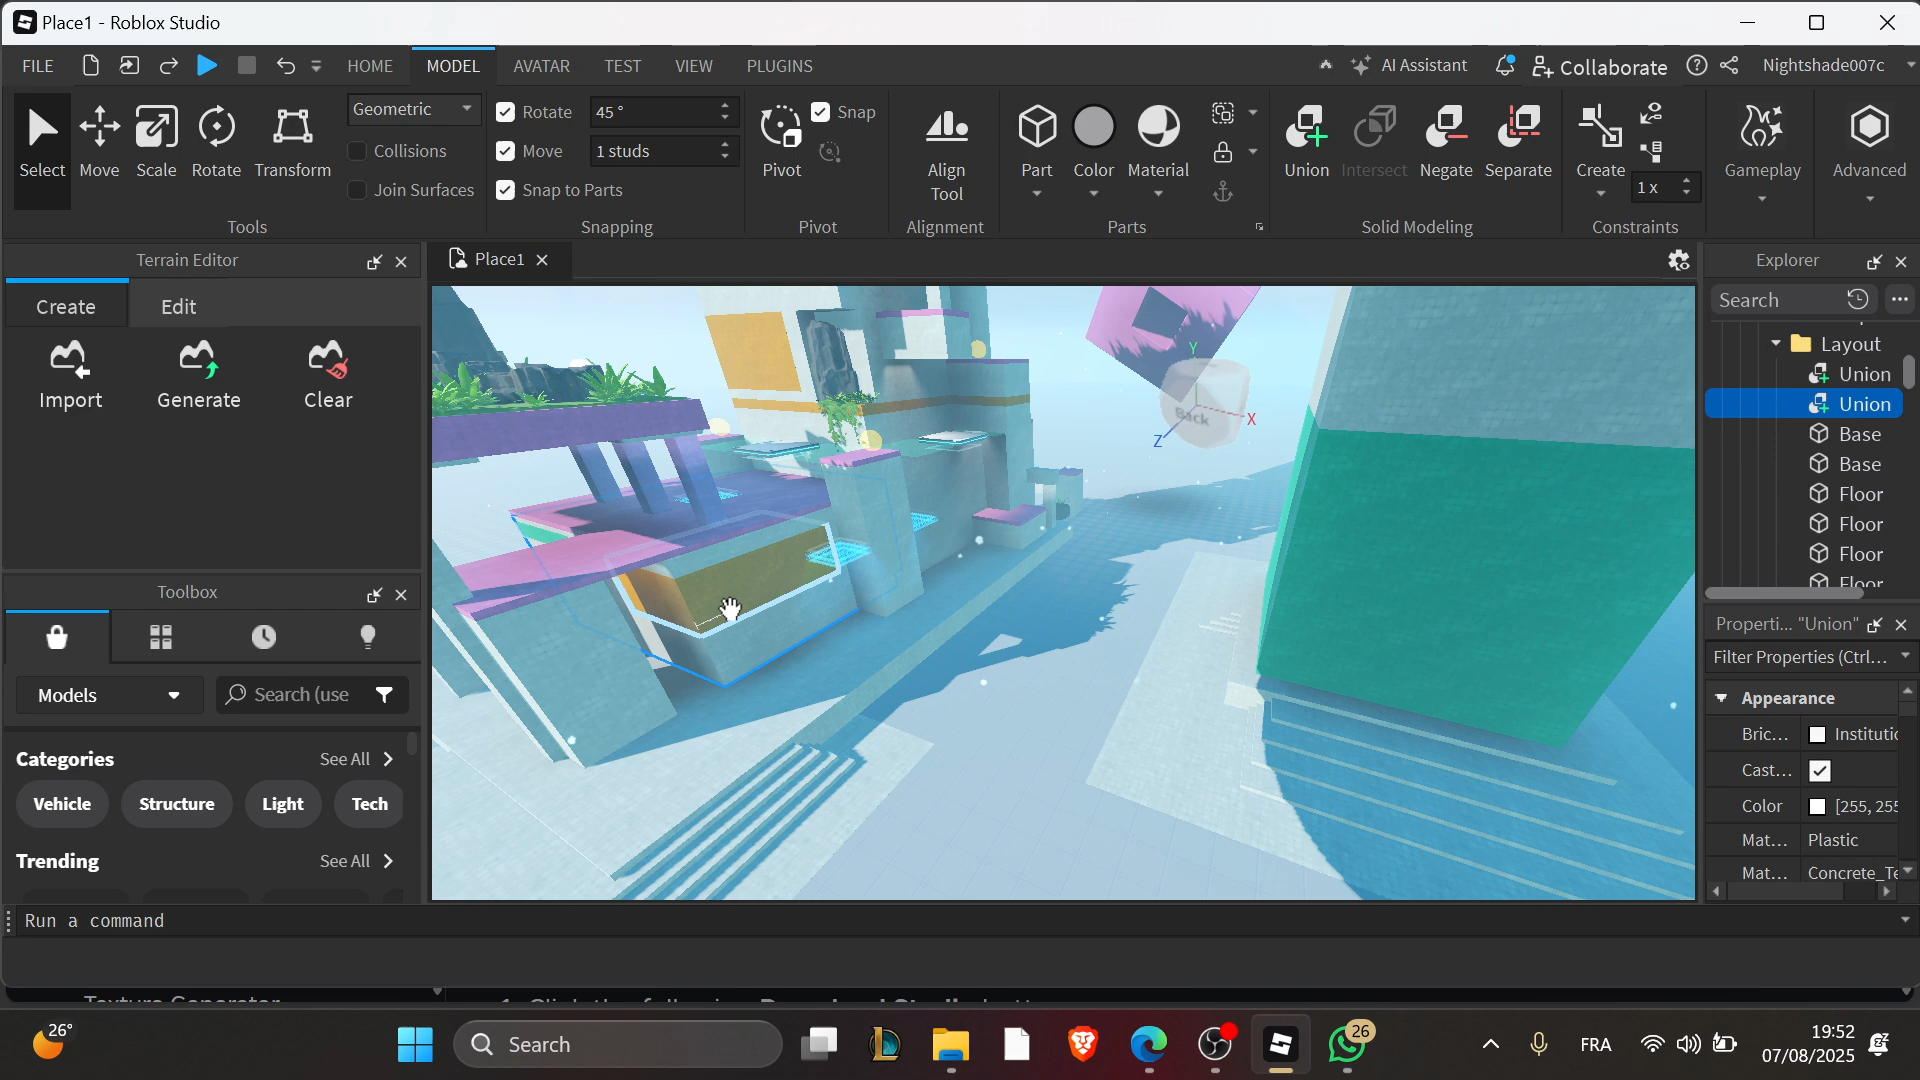 Place1 - Roblox Studio
FILE
HOME
MODEL
AVATAR
TEST
VIEW
PLUGINS
AI Assistant
Collaborate
Nightshade007c
Select
Move
Scale
Rotate
Transform
Geometric
Collisions
Join Surfaces
Tools
Rotate
45 °
Move
1 studs
Snap to Parts
Snapping
Pivot
Snap
Pivot
Align
Tool
Alignment
Part
Color
Material
Parts
Union
Intersect
Negate
Separate
Solid Modeling
Create
1 x
Constraints
Gameplay
Advanced
Terrain Editor
Create
Edit
Import
Generate
Clear
Toolbox
Models
Search (use
Categories
See All
Vehicle
Structure
Light
Tech
Trending
See All
Place1
Y
X
Z
Back
Explorer
Search
Layout
Union
Union
Base
Base
Floor
Floor
Floor
Floor
Properti... "Union"
Filter Properties (Ctrl...
Appearance
Bric...
Cast...
Color
[255, 255
Mat...
Plastic
Mat...
Run a command
26°
Search
26
FRA
19:52
07/08/2025